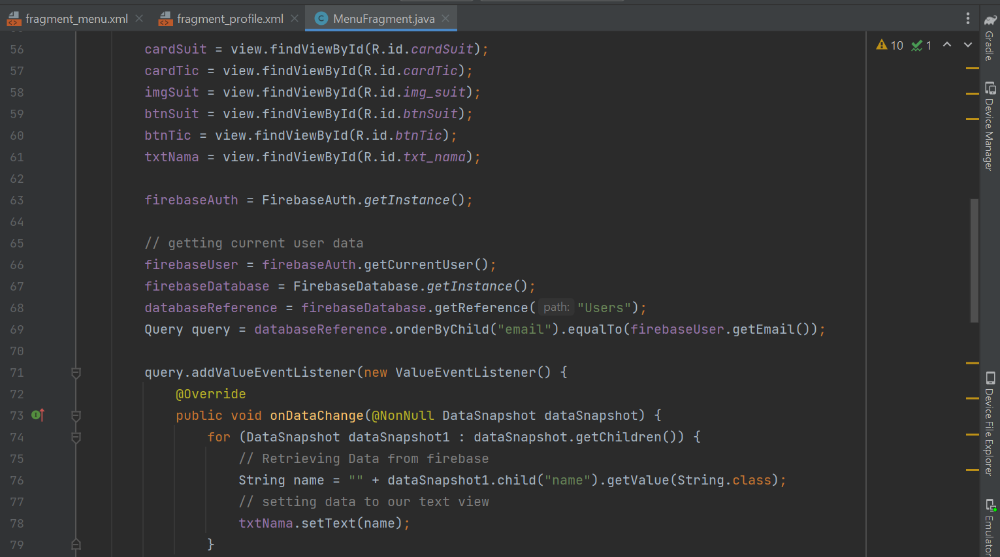 fragment_menu.xml fragment_profile.xml MenuFragment.java
10 1
56 cardSuit = view.findViewById(R.id.cardSuit);
57 cardTic = view.findViewById(R.id.cardTic);
58 imgSuit = view.findViewById(R.id.img_suit);
59 btnSuit = view.findViewById(R.id.btnSuit);
60 btnTic = view.findViewById(R.id.btnTic);
61 txtNama = view.findViewById(R.id.txt_nama);
62
63 firebaseAuth = FirebaseAuth.getInstance();
64
65 // getting current user data
66 firebaseUser = firebaseAuth.getCurrentUser();
67 firebaseDatabase = FirebaseDatabase.getInstance();
68 databaseReference = firebaseDatabase.getReference( path: "Users");
69 Query query = databaseReference.orderByChild("email").equalTo(firebaseUser.getEmail());
70
71 query.addValueEventListener(new ValueEventListener() {
72 @Override
73 public void onDataChange(@NonNull DataSnapshot dataSnapshot) {
74 for (DataSnapshot dataSnapshot1 : dataSnapshot.getChildren()) {
75 // Retrieving Data from firebase
76 String name = "" + dataSnapshot1.child("name").getValue(String.class);
77 // setting data to our text view
78 txtNama.setText(name);
79 }
Gradle
Device Manager
Device File Explorer
Emulator